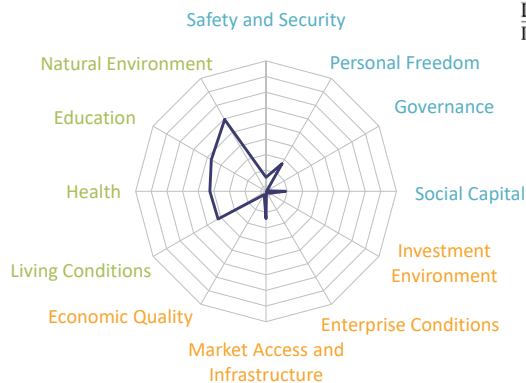 Safety and Security
Natural Environment
Personal Freedom
Education
Governance
Health
Social Capital
Living Conditions
Investment
Environment
Economic Quality
Enterprise Conditions
Market Access and
Infrastructure